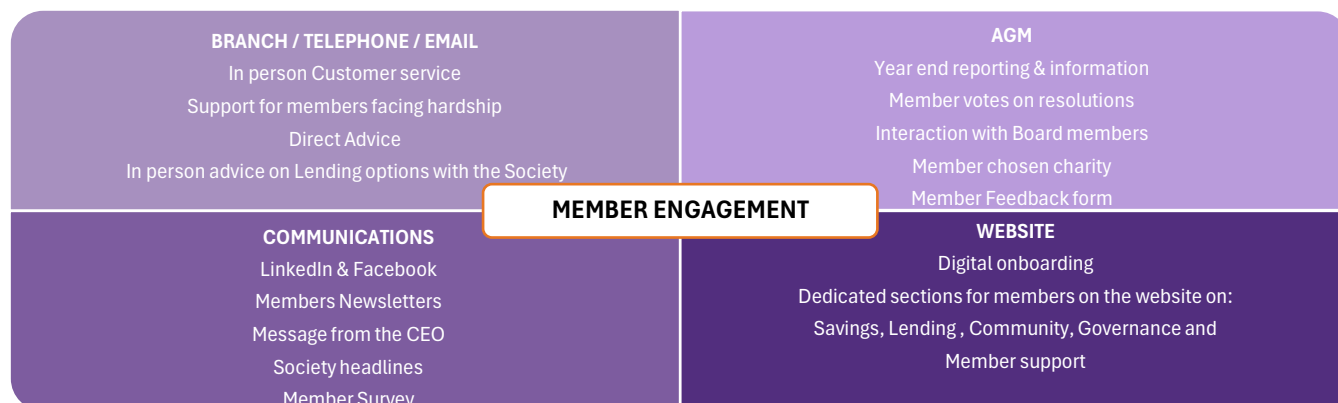 BRANCH / TELEPHONE / EMAIL
In person Customer service
Support for members facing hardship
Direct Advice
In person advice on Lending options with the Society
AGM
Year end reporting & information
Member votes on resolutions
Interaction with Board members
Member chosen charity
Member Feedback form
MEMBER ENGAGEMENT
COMMUNICATIONS
LinkedIn & Facebook
Members Newsletters
Message from the CEO
Society headlines
Member Survey
WEBSITE
Digital onboarding
Dedicated sections for members on the website on:
Savings, Lending , Community, Governance and
Member support